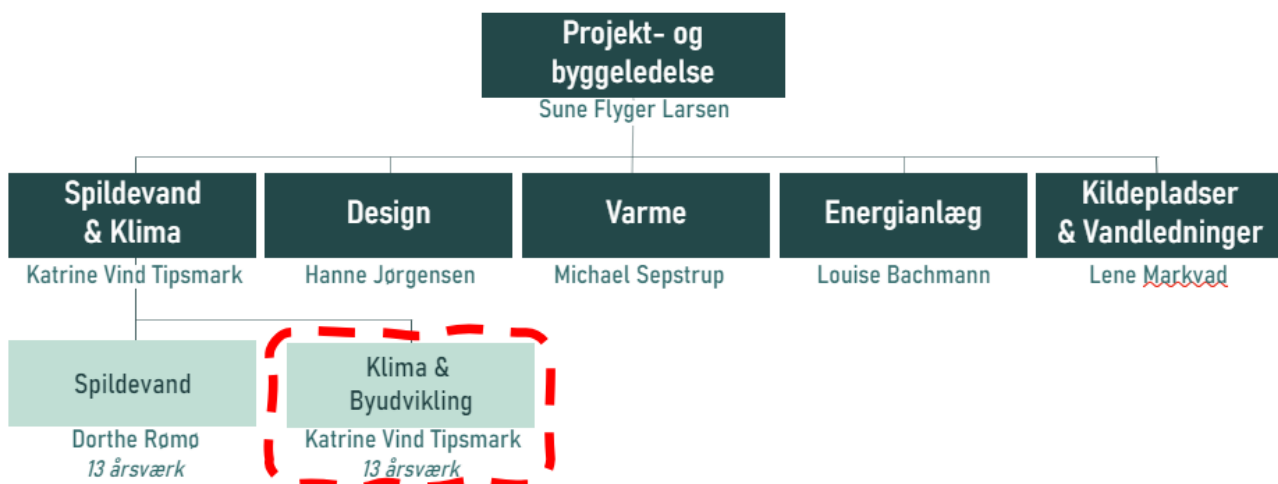 Projekt- og
byggeledelse
Sune Flyger Larsen
Spildevand
& Klima
Katrine Vind Tipsmark
Design
Hanne Jørgensen
Varme
Michael Sepstrup
Energianlæg
Louise Bachmann
Kildepladser
& Vandledninger
Lene Markvad
Spildevand
Dorthe Rømø
13 årsværk
Klima &
Byudvikling
Katrine Vind Tipsmark
13 årsværk